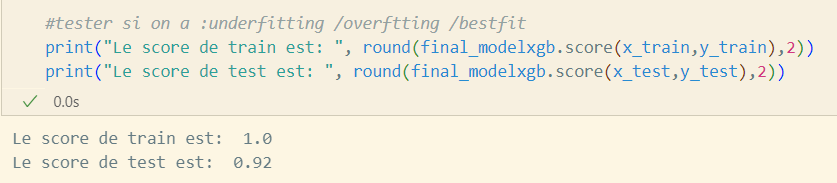 #tester si on a :underfitting /overftting /bestfit
print("Le score de train est: ", round(final_modelxgb.score(x_train,y_train),2))
print("Le score de test est: ", round(final_modelxgb.score(x_test,y_test),2))
0.0s
Le score de train est:  1.0
Le score de test est:  0.92